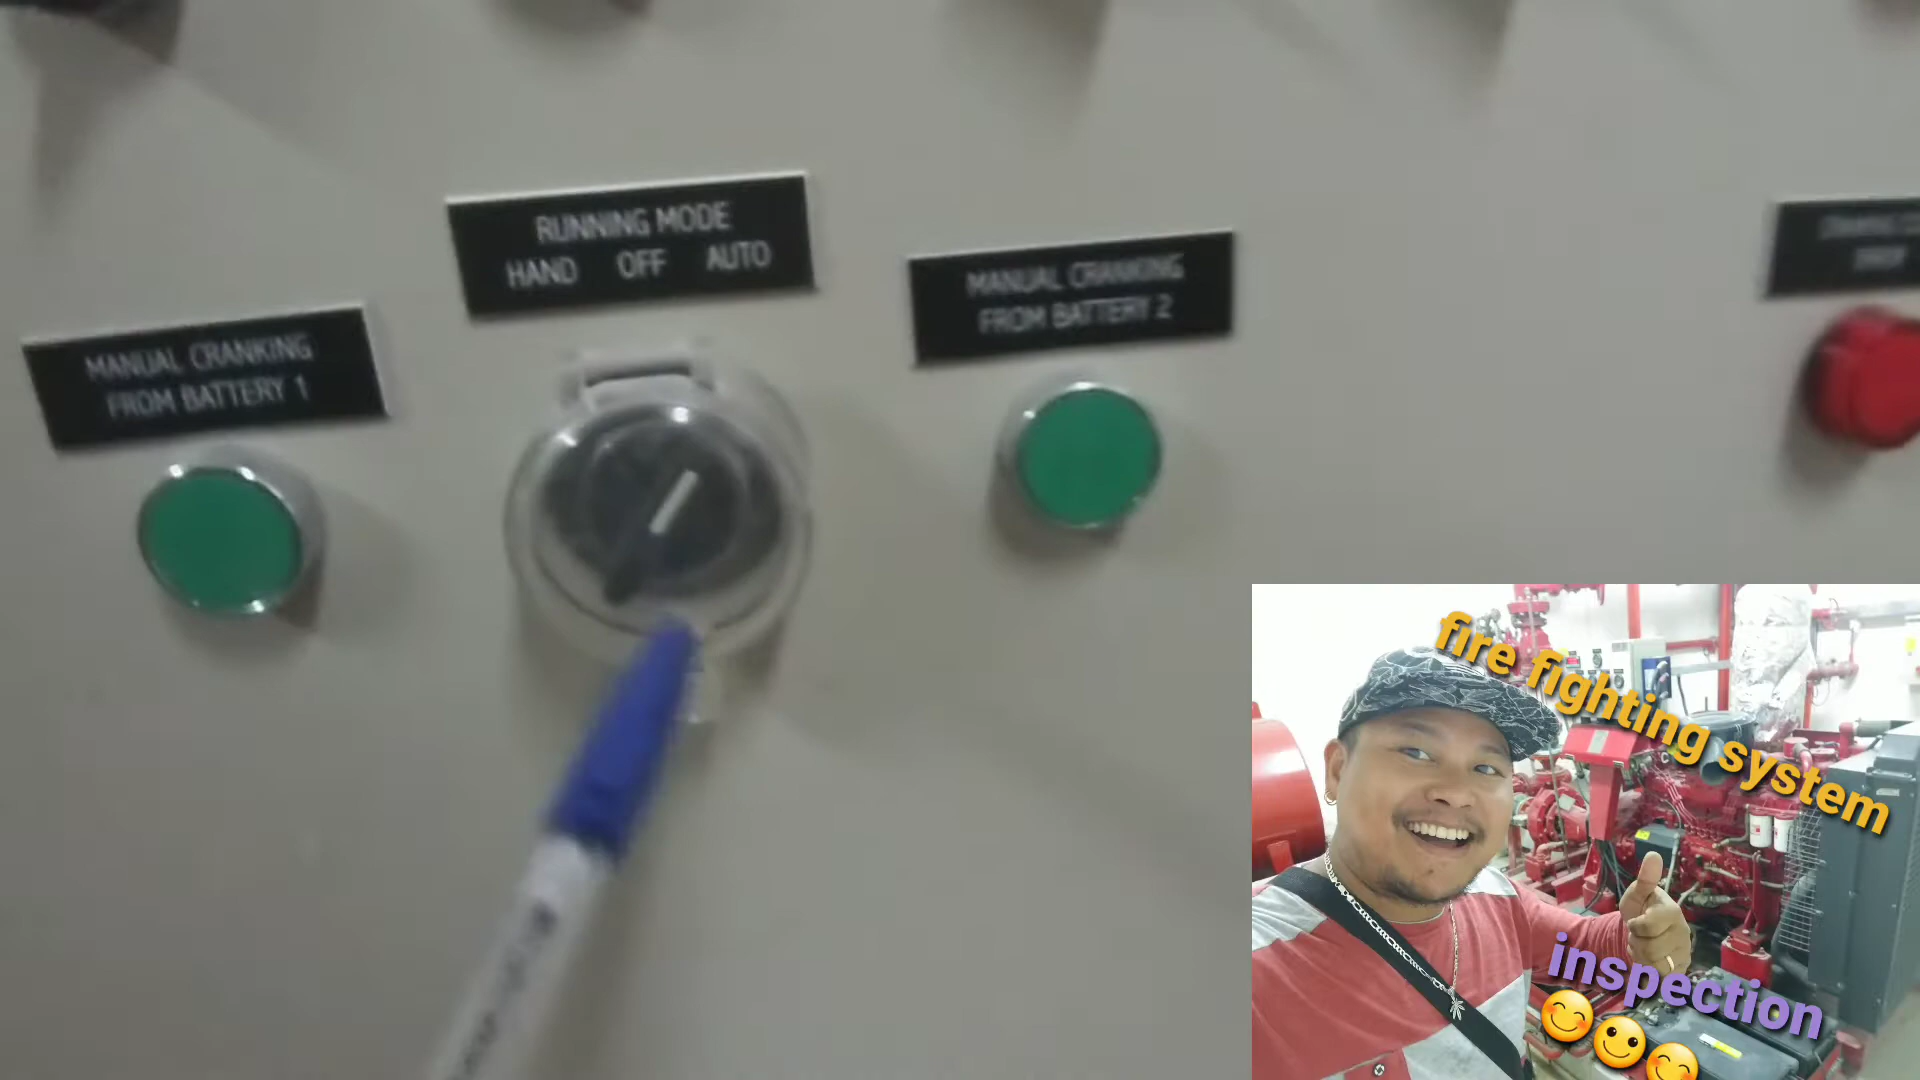 RUNNING MODE
HAND OFF AUTO
MANUAL CRANKING
FROM BATTERY 1
MANUAL CRANKING
FROM BATTERY 2
fire fighting system
inspection